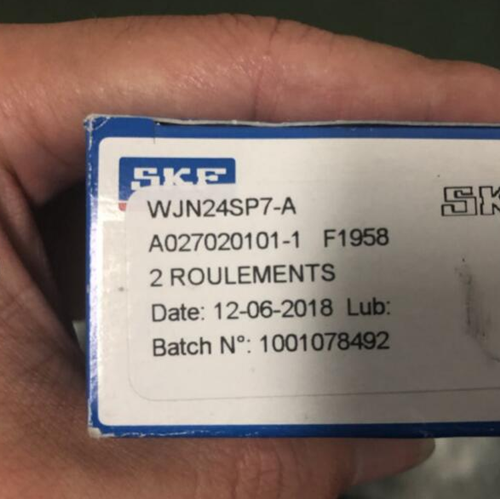 SKF
WJN24SP7-A
A027020101-1 F1958
2 ROULEMENTS
Date: 12-06-2018 Lub:
Batch N°: 1001078492